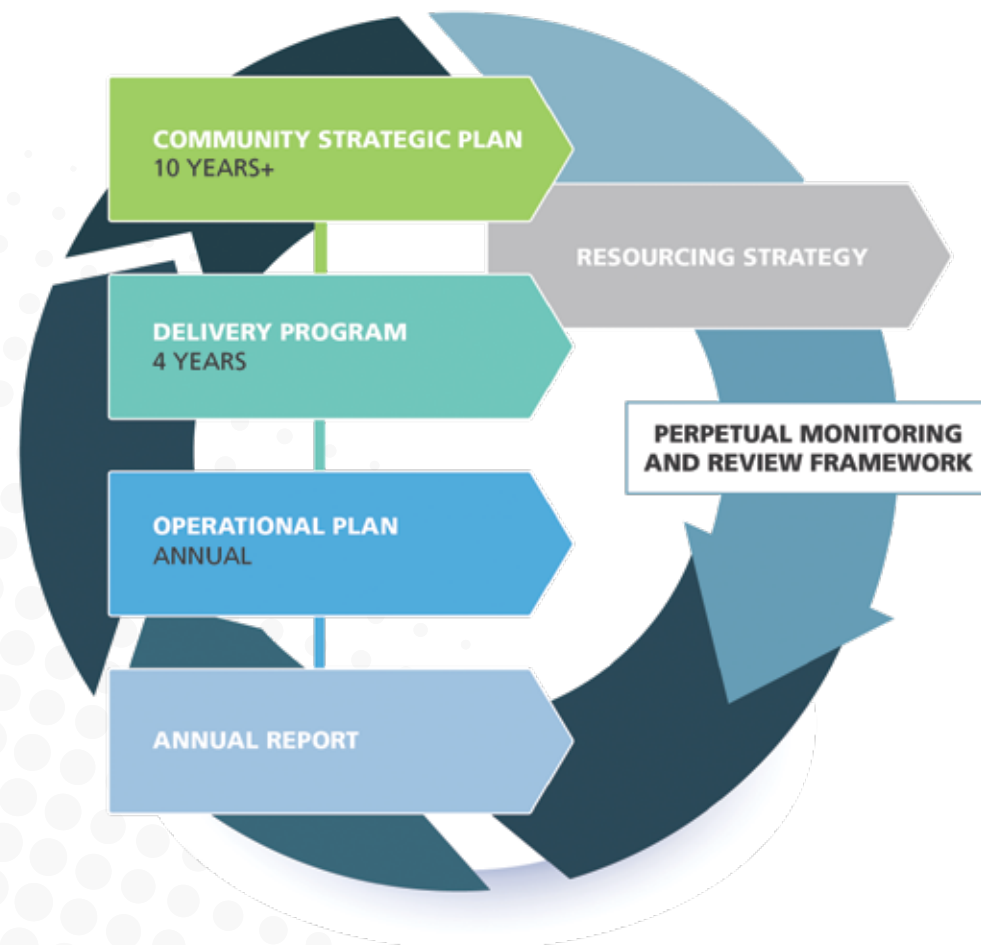 COMMUNITY STRATEGIC PLAN
10 YEARS+
RESOURCING STRATEGY
DELIVERY PROGRAM
4 YEARS
PERPETUAL MONITORING
AND REVIEW FRAMEWORK
OPERATIONAL PLAN
ANNUAL
ANNUAL REPORT